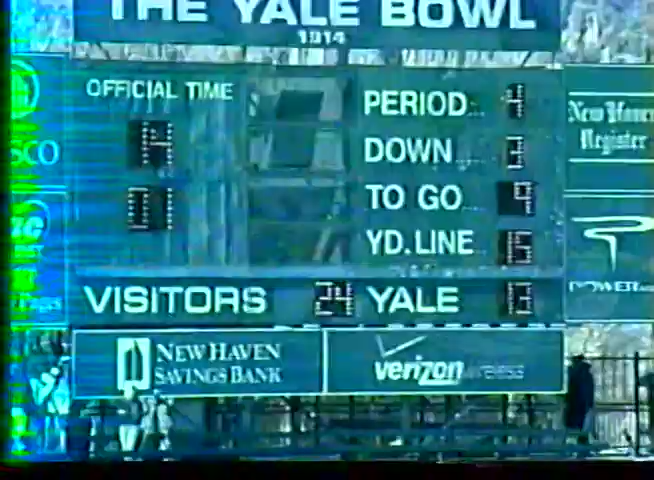 THE YALE BOWL
1914
OFFICIAL TIME
14
01
PERIOD 4
DOWN 3
TO GO 9
YD. LINE 15
VISITORS 24 YALE 13
New Haven
Register
POWER
NEW HAVEN
SAVINGS BANK
verizon wireless